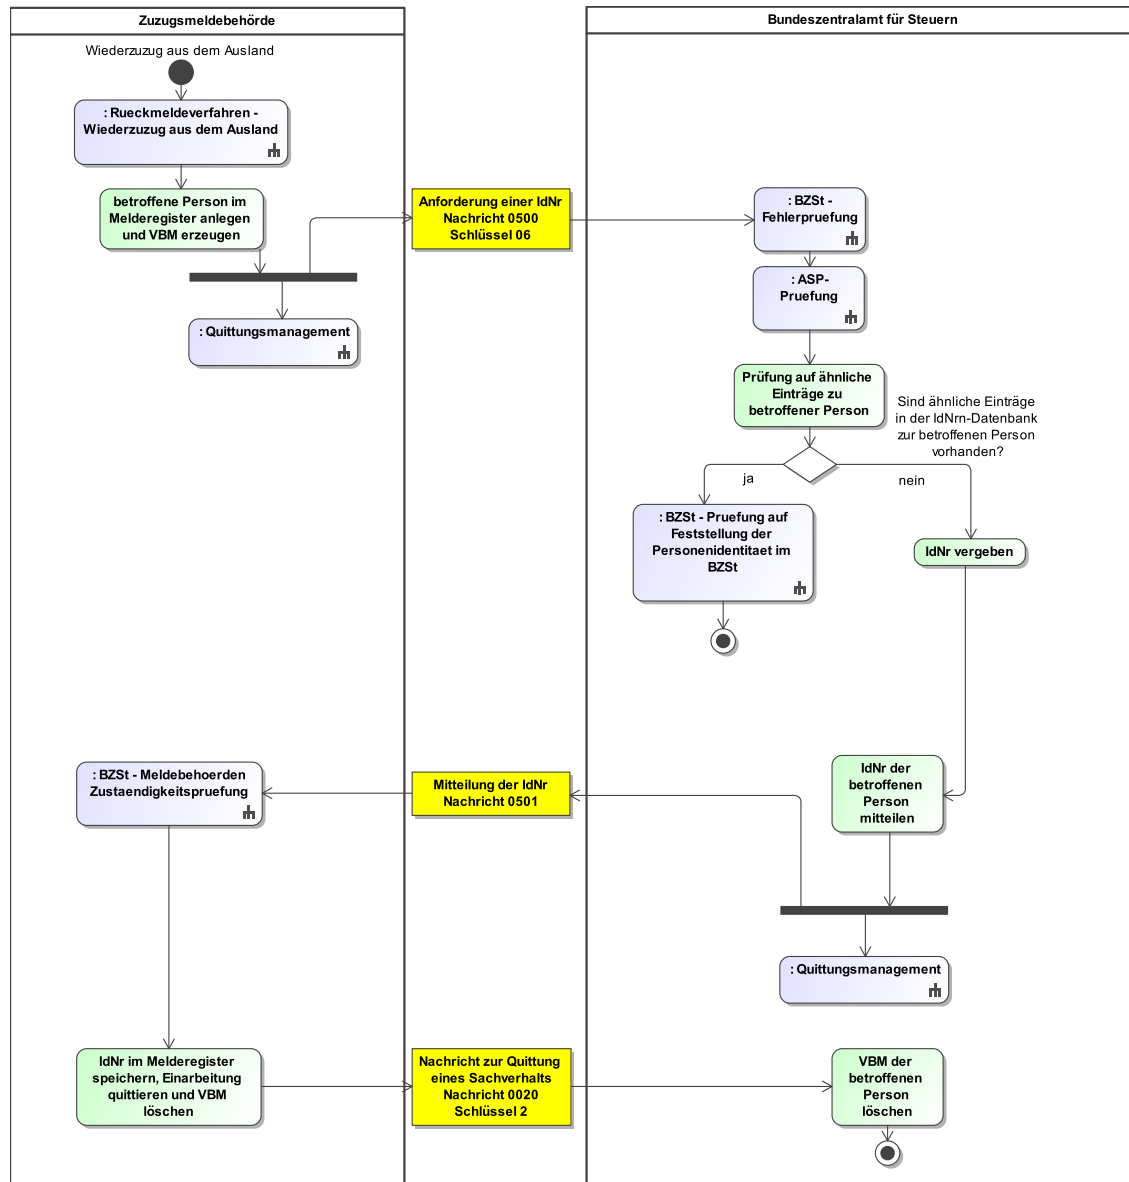 Zuzugsmeldebehörde
Bundeszentralamt für Steuern
Wiederzuzug aus dem Ausland
: Rueckmeldeverfahren -
Wiederzuzug aus dem Ausland
betroffene Person im
Melderegister anlegen
und VBM erzeugen
Anforderung einer IdNr
Nachricht 0500
Schlüssel 06
: BZSt -
Fehlerpruefung
: ASP-
Pruefung
: Quittungsmanagement
Prüfung auf ähnliche
Einträge zu
betroffener Person
Sind ähnliche Einträge
in der IdNrn-Datenbank
zur betroffenen Person
vorhanden?
ja
nein
: BZSt - Pruefung auf
Feststellung der
Personenidentitaet im
BZSt
IdNr vergeben
: BZSt - Meldebehoerden
Zustaendigkeitspruefung
Mitteilung der IdNr
Nachricht 0501
IdNr der
betroffenen
Person
mitteilen
: Quittungsmanagement
IdNr im Melderegister
speichern, Einarbeitung
quittieren und VBM
löschen
Nachricht zur Quittung
eines Sachverhalts
Nachricht 0020
Schlüssel 2
VBM der
betroffenen
Person
löschen